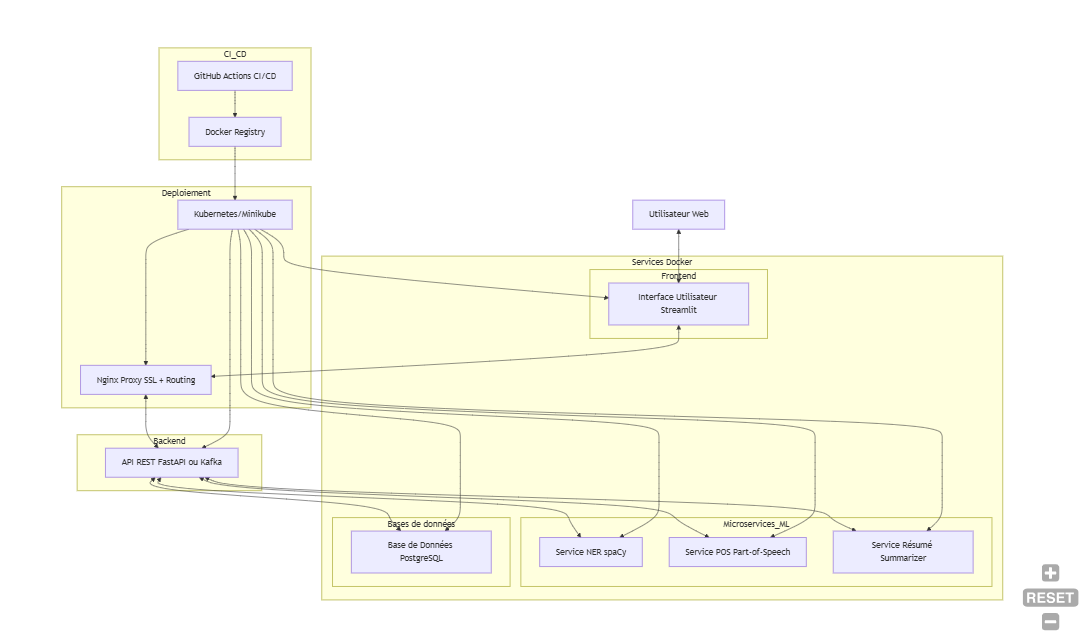 CI_CD
GitHub Actions CI/CD
Docker Registry
Deploiement
Kubernetes/Minikube
Utilisateur Web
Services Docker
Frontend
Interface Utilisateur
Streamlit
Nginx Proxy SSL + Routing
Backend
API REST FastAPI ou Kafka
Bases de données
Base de Données
PostgreSQL
Microservices_ML
Service NER spaCy
Service POS Part-of-Speech
Service Résumé
Summarizer
RESET